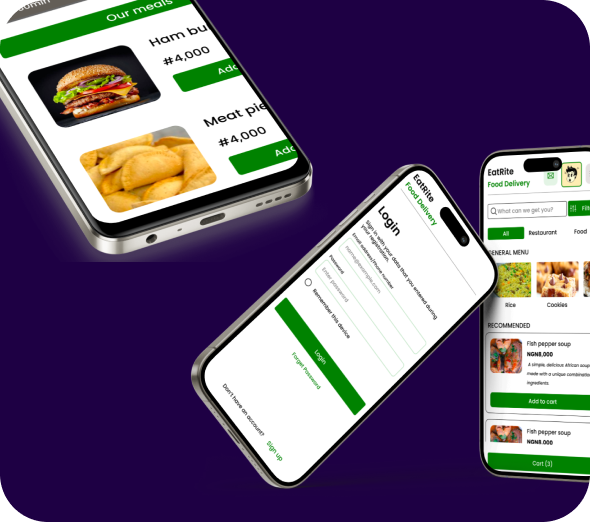 30min
Our meals
Ham bu
₦4,000
Add
Meat pie
₦4,000
Add
EatRite
Food Delivery
Login
Sign in with your data that you entered during
your registration.
Email address/Phone number
name@example.com
Password
Enter password
Remember this device
Login
Forget Password
Don't have an account?
Sign up
EatRite
Food Delivery
What can we get you?
Filt
All
Restaurant
Food
GENERAL MENU
Rice
Cookies
RECOMMENDED
Fish pepper soup
NGN8,000
A simple, delicious African soup
made with a unique combinatio
ingredients.
Add to cart
Fish pepper soup
NGN8.000
Cart (3)